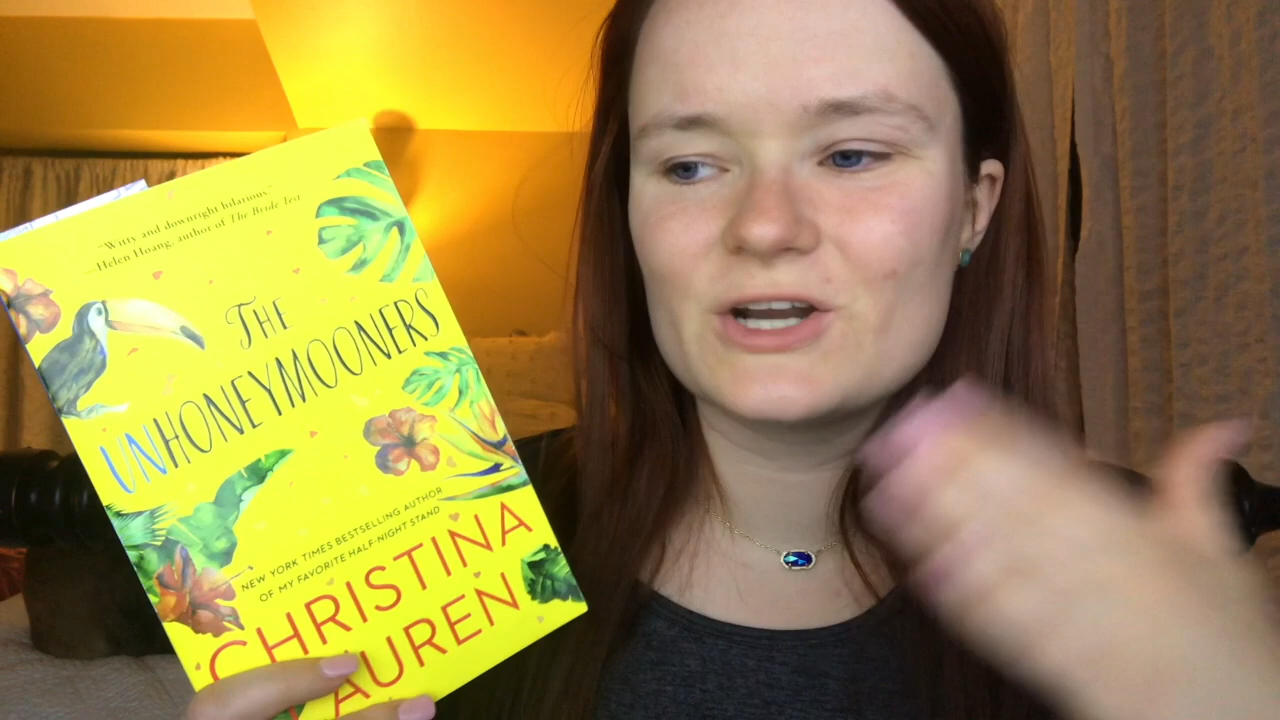 "Witty and downright hilarious."
—Helen Hoang, author of The Bride Test
THE
UNHONEYMOONERS
NEW YORK TIMES BESTSELLING AUTHOR
OF MY FAVORITE HALF-NIGHT STAND
CHRISTINA
LAUREN